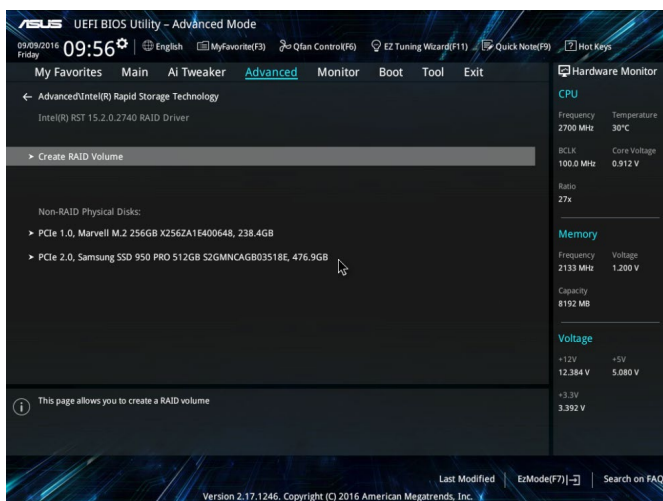 ASUS UEFI BIOS Utility – Advanced Mode
09/09/2016
Friday
09:56
English
MyFavorite(F3)
Qfan Control(F6)
EZ Tuning Wizard(F11)
Quick Note(F9)
Hot Keys
My Favorites Main Ai Tweaker Advanced Monitor Boot Tool Exit
Hardware Monitor
← Advanced\Intel(R) Rapid Storage Technology
Intel(R) RST 15.2.0.2740 RAID Driver
> Create RAID Volume
Non-RAID Physical Disks:
> PCIe 1.0, Marvell M.2 256GB X256ZA1E400648, 238.4GB
> PCIe 2.0, Samsung SSD 950 PRO 512GB S2GMNCAGB03518E, 476.9GB
This page allows you to create a RAID volume
CPU
Frequency Temperature
2700 MHz 30°C
BCLK Core Voltage
100.0 MHz 0.912 V
Ratio
27x
Memory
Frequency Voltage
2133 MHz 1.200 V
Capacity
8192 MB
Voltage
+12V +5V
12.384 V 5.080 V
+3.3V
3.392 V
Last Modified
EzMode(F7)
Search on FAQ
Version 2.17.1246. Copyright (C) 2016 American Megatrends, Inc.